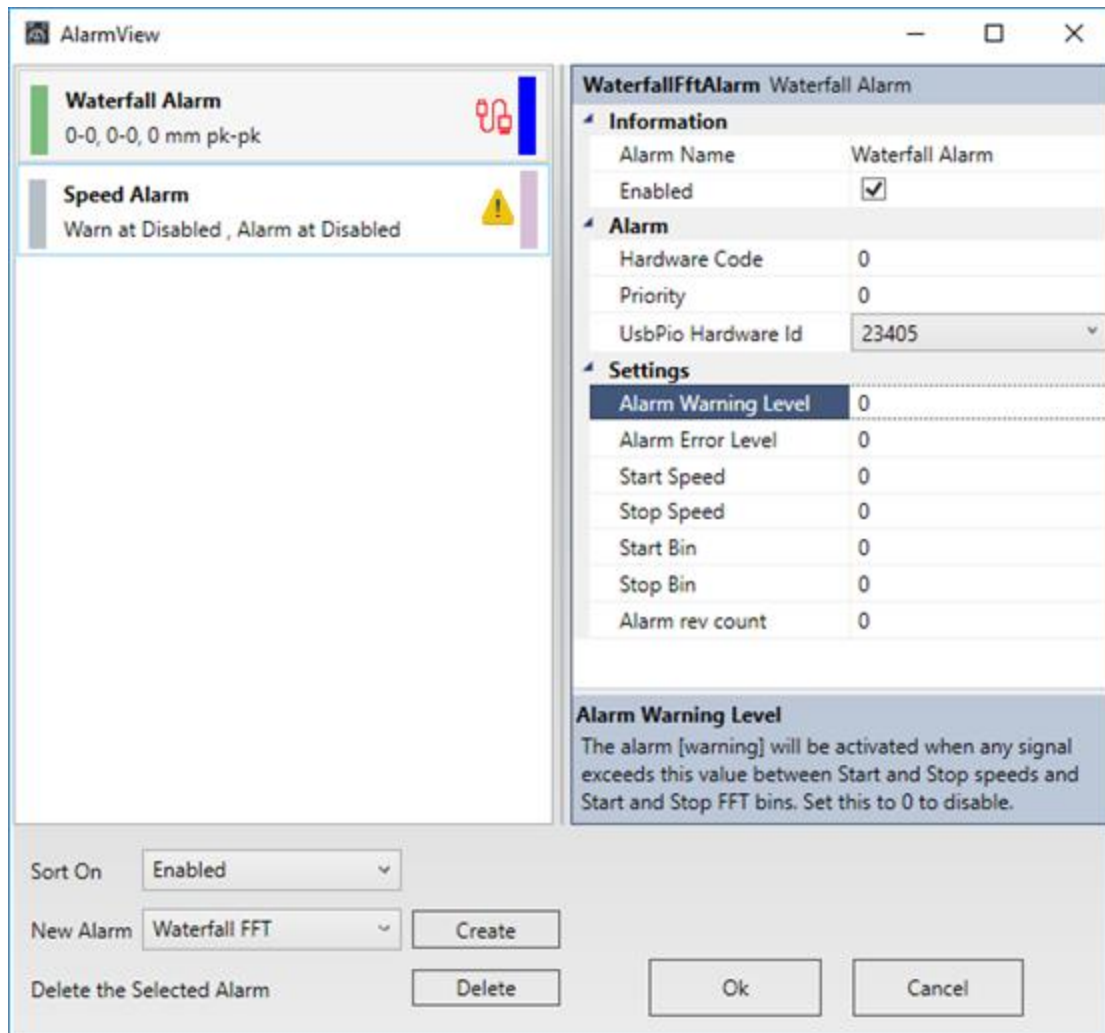 AlarmView
Waterfall Alarm
0-0, 0-0, 0 mm pk-pk
Speed Alarm
Warn at Disabled , Alarm at Disabled
WaterfallFftAlarm Waterfall Alarm
Information
Alarm Name Waterfall Alarm
Enabled
Alarm
Hardware Code 0
Priority 0
UsbPio Hardware Id 23405
Settings
Alarm Warning Level 0
Alarm Error Level 0
Start Speed 0
Stop Speed 0
Start Bin 0
Stop Bin 0
Alarm rev count 0
Alarm Warning Level
The alarm [warning] will be activated when any signal
exceeds this value between Start and Stop speeds and
Start and Stop FFT bins. Set this to 0 to disable.
Sort On Enabled
New Alarm Waterfall FFT Create
Delete the Selected Alarm Delete
Ok Cancel